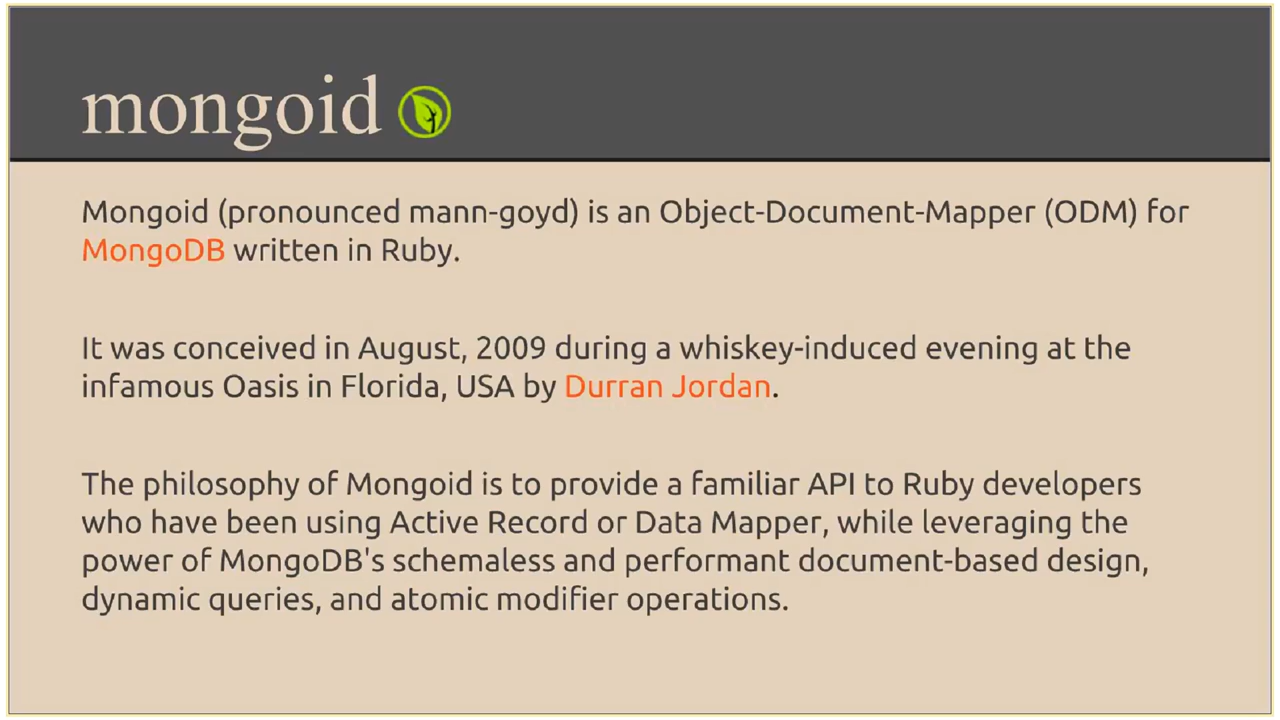 mongoid
Mongoid (pronounced mann-goyd) is an Object-Document-Mapper (ODM) for
MongoDB written in Ruby.
It was conceived in August, 2009 during a whiskey-induced evening at the
infamous Oasis in Florida, USA by Durran Jordan.
The philosophy of Mongoid is to provide a familiar API to Ruby developers
who have been using Active Record or Data Mapper, while leveraging the
power of MongoDB's schemaless and performant document-based design,
dynamic queries, and atomic modifier operations.